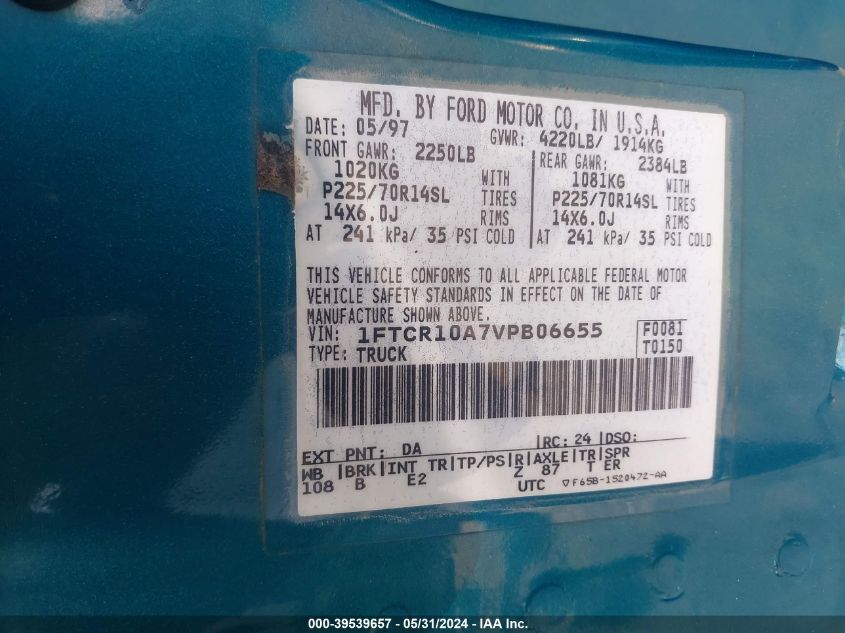 MFD. BY FORD MOTOR CO. IN U.S.A.
DATE: 05/97 GVWR: 4220LB/ 1914KG
FRONT GAWR: 2250LB REAR GAWR: 2384LB
1020KG WITH 1081KG WITH
P225/70R14SL TIRES P225/70R14SL TIRES
14X6.0J RIMS 14X6.0J RIMS
AT 241 kPa/ 35 PSI COLD AT 241 kPa/ 35 PSI COLD
THIS VEHICLE CONFORMS TO ALL APPLICABLE FEDERAL MOTOR
VEHICLE SAFETY STANDARDS IN EFFECT ON THE DATE OF
MANUFACTURE SHOWN ABOVE.
VIN: 1FTCR10A7VPB06655 F0081
TYPE: TRUCK T0150
EXT PNT: DA RC: 24 DSO:
WB BRK INT TR TP/PS R AXLE TR SPR
108 B E2 Z 87 T ER
UTC ▽F65B-1520472-AA
000-39539657 - 05/31/2024 - IAA Inc.